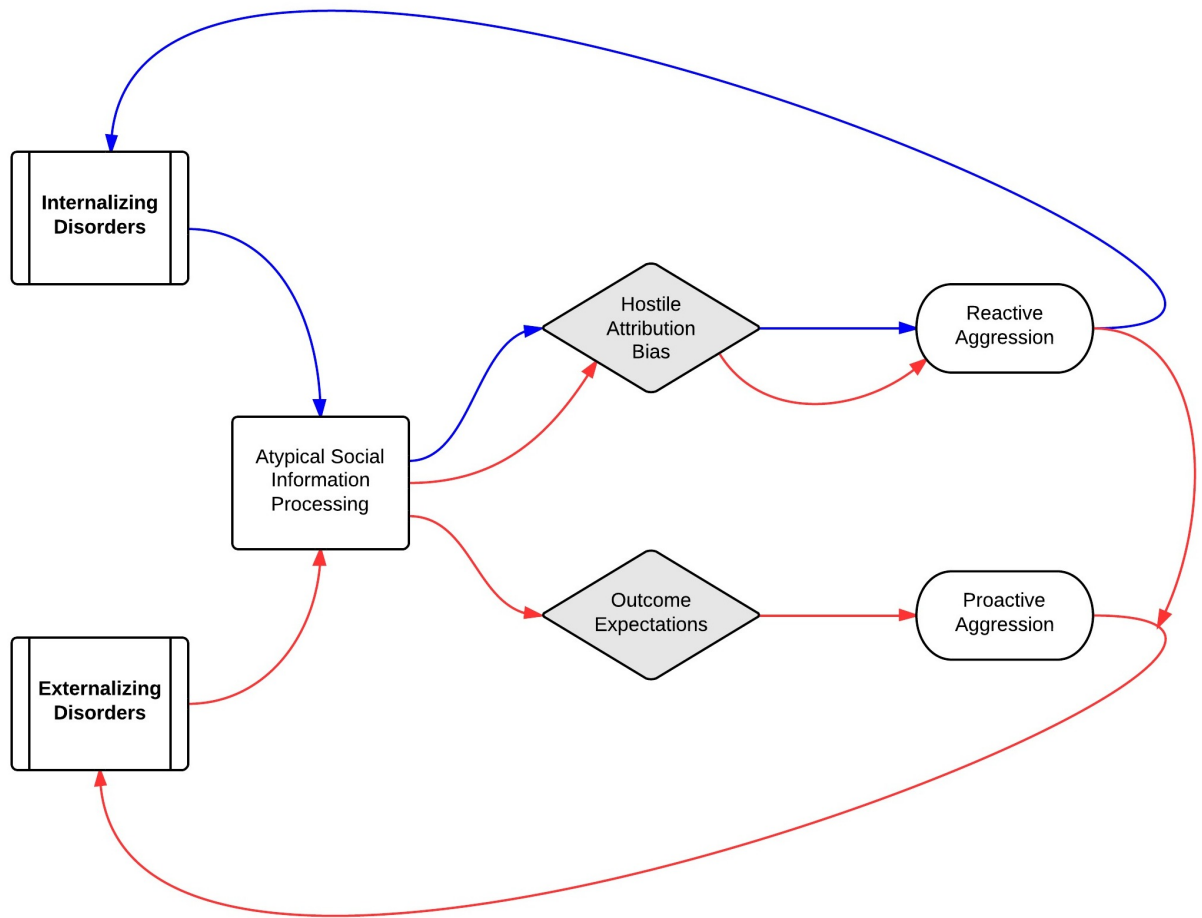 Internalizing
Disorders
Hostile
Attribution
Bias
Reactive
Aggression
Atypical Social
Information
Processing
Outcome
Expectations
Proactive
Aggression
Externalizing
Disorders